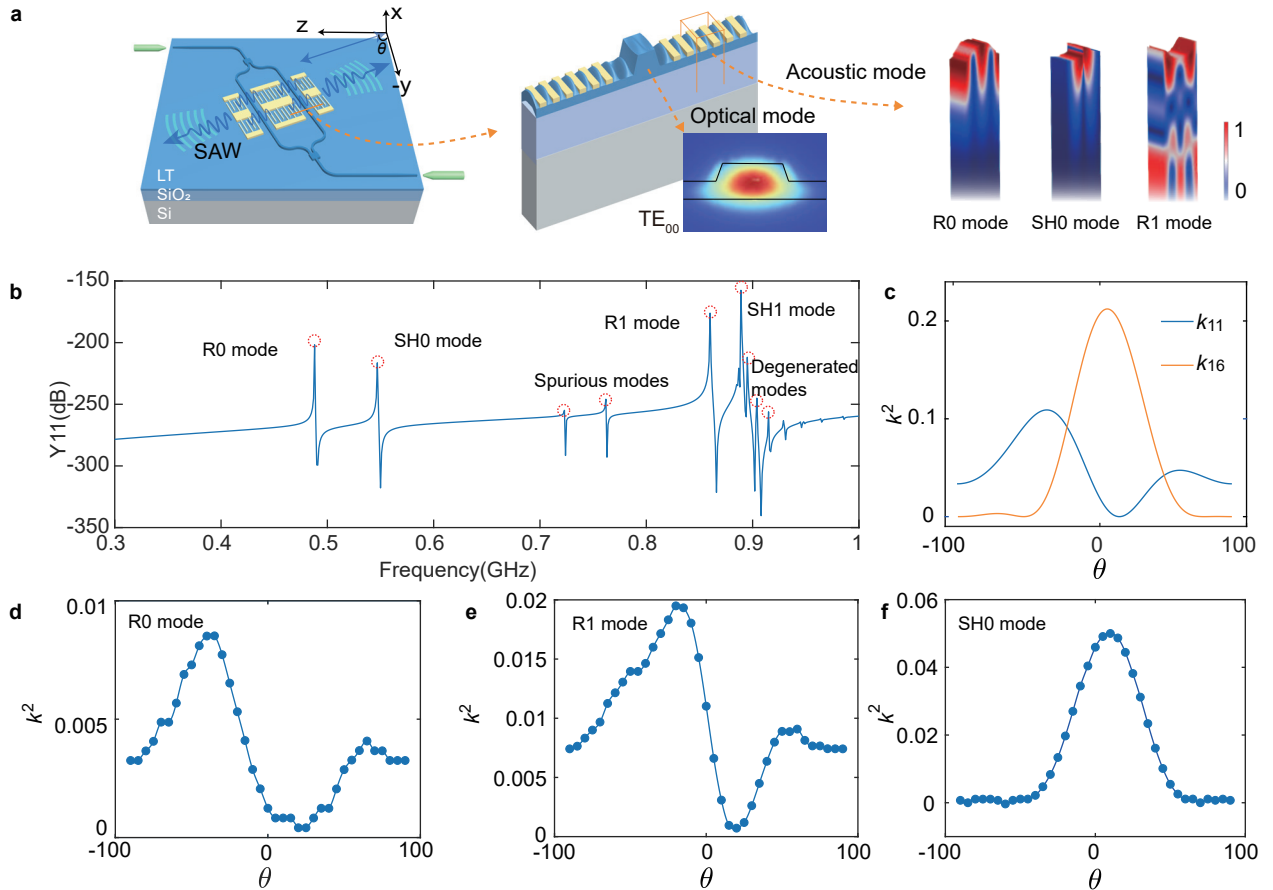 a
x
z
θ
-y
SAW
LT
SiO₂
Si
Acoustic mode
Optical mode
TE₀₀
1
0
R0 mode
SH0 mode
R1 mode
b
-150
-200
-250
-300
-350
Y11(dB)
R0 mode
SH0 mode
Spurious modes
R1 mode
SH1 mode
Degenerated
modes
0.3
0.4
0.5
0.6
0.7
0.8
0.9
1
Frequency(GHz)
c
0.2
0.1
0
k²
k₁₁
k₁₆
-100
0
100
θ
d
0.01
0.005
0
k²
R0 mode
-100
0
100
θ
e
0.02
0.015
0.01
0.005
0
k²
R1 mode
-100
0
100
θ
f
0.06
0.04
0.02
0
k²
SH0 mode
-100
0
100
θ